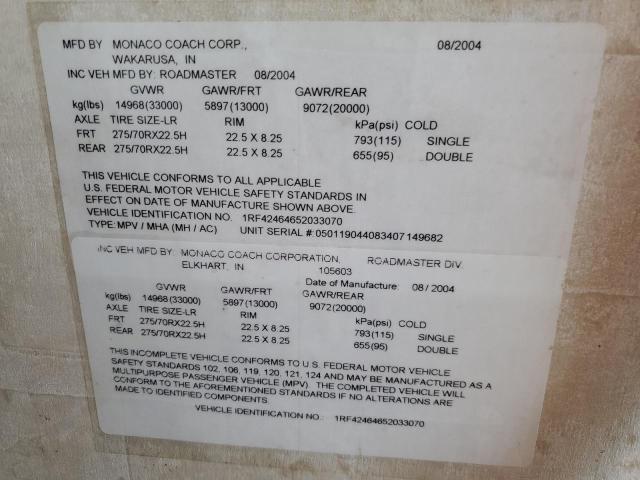 MFD BY MONACO COACH CORP., 08/2004
WAKARUSA, IN
INC VEH MFD BY: ROADMASTER 08/2004
GVWR GAWR/FRT GAWR/REAR
kg(lbs) 14968(33000) 5897(13000) 9072(20000)
AXLE TIRE SIZE-LR RIM kPa(psi) COLD
FRT 275/70RX22.5H 22.5 X 8.25 793(115) SINGLE
REAR 275/70RX22.5H 22.5 X 8.25 655(95) DOUBLE
THIS VEHICLE CONFORMS TO ALL APPLICABLE
U.S. FEDERAL MOTOR VEHICLE SAFETY STANDARDS IN
EFFECT ON DATE OF MANUFACTURE SHOWN ABOVE.
VEHICLE IDENTIFICATION NO. 1RF42464652033070
TYPE: MPV / MHA (MH / AC) UNIT SERIAL #:050119044083407149682
INC VEH MFD BY: MONACO COACH CORPORATION, ROADMASTER DIV.
ELKHART, IN 105603
Date of Manufacture: 08/2004
GVWR GAWR/FRT GAWR/REAR
kg(lbs) 14968(33000) 5897(13000) 9072(20000)
AXLE TIRE SIZE-LR RIM kPa(psi) COLD
FRT 275/70RX22.5H 22.5 X 8.25 793(115) SINGLE
REAR 275/70RX22.5H 22.5 X 8.25 655(95) DOUBLE
THIS INCOMPLETE VEHICLE CONFORMS TO U.S. FEDERAL MOTOR VEHICLE
SAFETY STANDARDS 102, 106, 119, 120, 121, 124 AND MAY BE MANUFACTURED AS A
MULTIPURPOSE PASSENGER VEHICLE (MPV). THE COMPLETED VEHICLE WILL
CONFORM TO THE AFOREMENTIONED STANDARDS IF NO ALTERATIONS ARE
MADE TO IDENTIFIED COMPONENTS.
VEHICLE IDENTIFICATION NO.: 1RF42464652033070